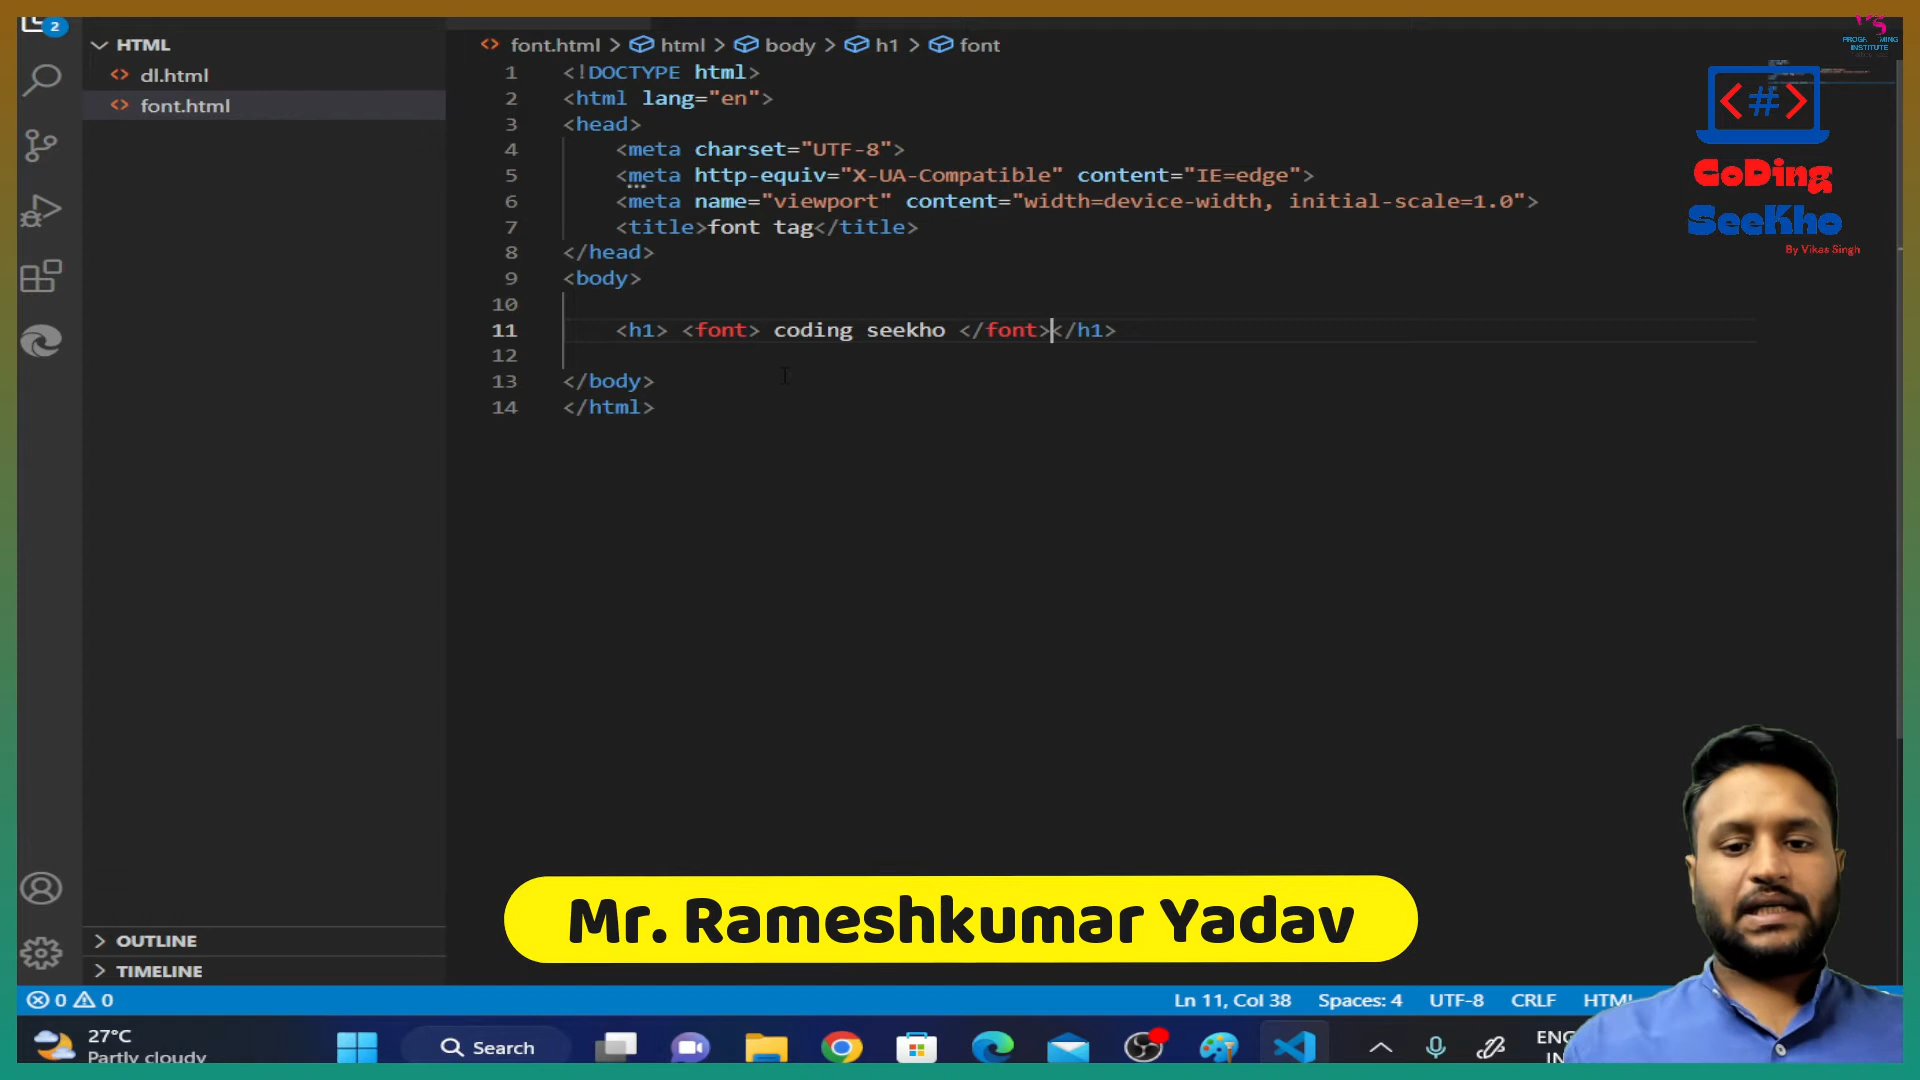 2
HTML
dl.html
font.html
font.html > html > body > h1 > font
1 <!DOCTYPE html>
2 <html lang="en">
3 <head>
4 <meta charset="UTF-8">
5 <meta http-equiv="X-UA-Compatible" content="IE=edge">
6 <meta name="viewport" content="width=device-width, initial-scale=1.0">
7 <title>font tag</title>
8 </head>
9 <body>
10
11 <h1> <font> coding seekho </font></h1>
12
13 </body>
14 </html>
INSTITUTE
<#>
CoDing
SeeKho
By Vikas Singh
Mr. Rameshkumar Yadav
OUTLINE
TIMELINE
0 0
Ln 11, Col 38 Spaces: 4 UTF-8 CRLF HTML
27°C
Partly cloudy
Search
ENG
IN